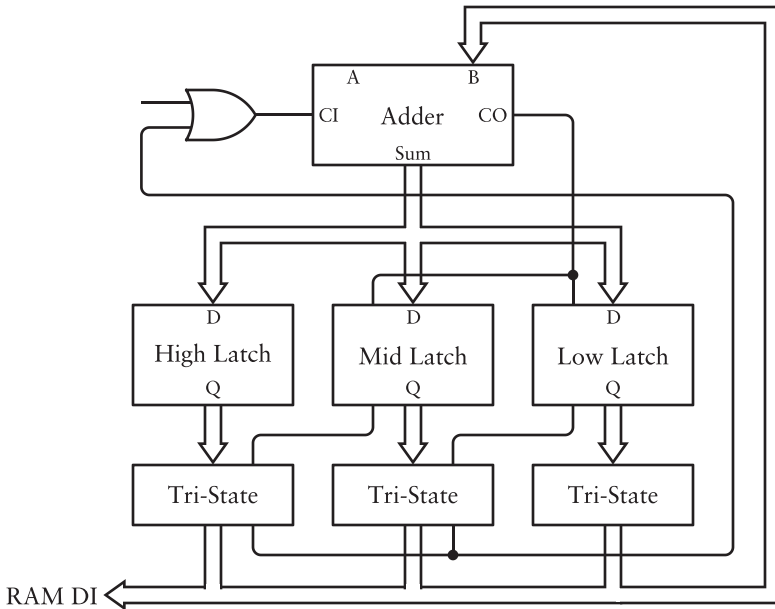 A B
CI Adder CO
Sum
D D D
High Latch Mid Latch Low Latch
Q Q Q
Tri-State Tri-State Tri-State
RAM DI